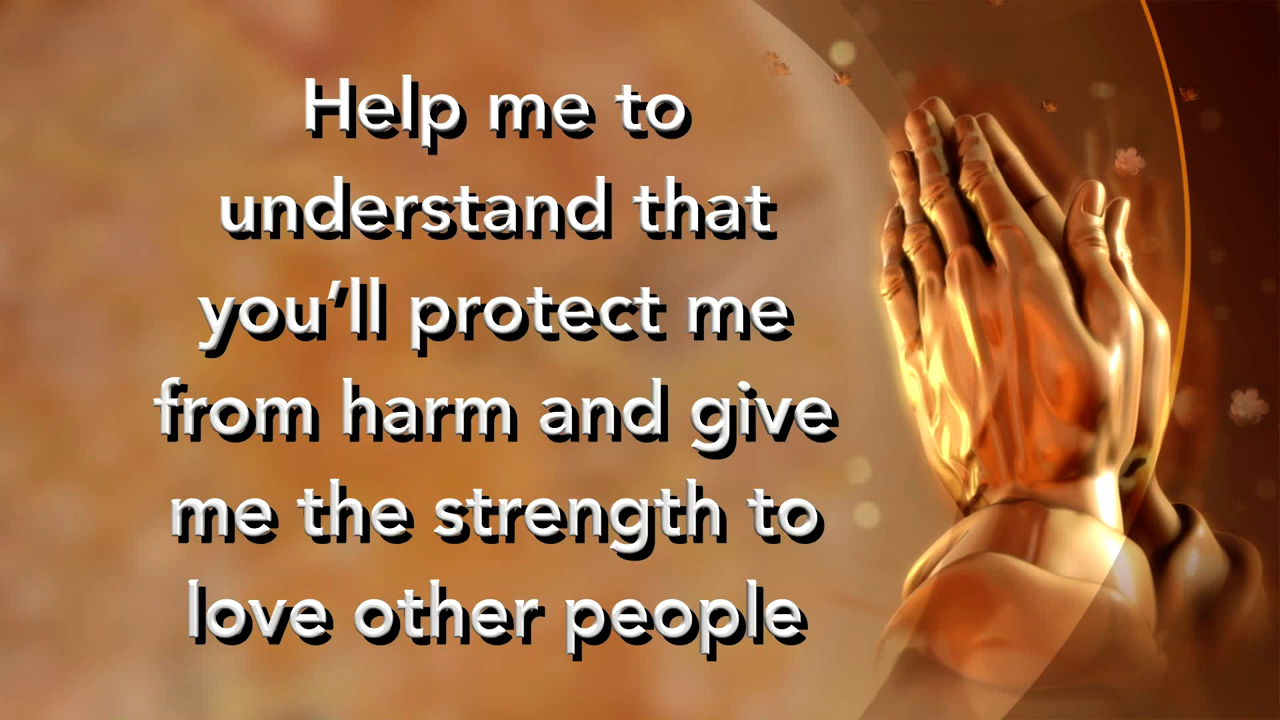 Help me to
understand that
you’ll protect me
from harm and give
me the strength to
love other people